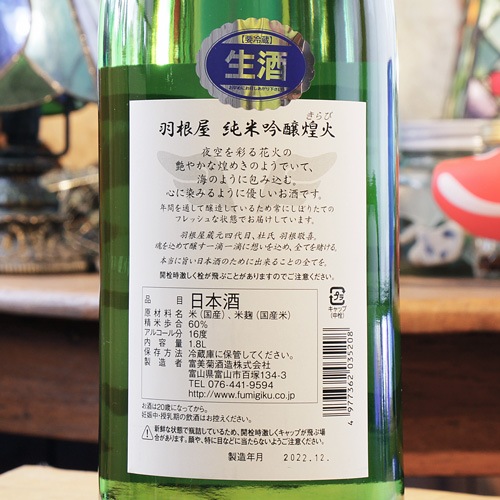 【要冷蔵】
生酒
お早めにお召しあがり下さい
きらび
羽根屋 純米吟醸煌火
夜空を彩る花火の
艶やかな煌めきのようでいて、
海のように包み込む。
心に染みるように優しいお酒です。
年間を通して醸造しているため常にしぼりたての
フレッシュな状態でお届けしています。
羽根屋蔵元四代目、杜氏 羽根敬喜。
魂を込めて醸す一滴一滴に想いを込め、全てを賭ける。
本当に旨い日本酒のために出来ることの全てを。
開栓時激しく栓が飛ぶことがありますのでご注意ください。
品目 日本酒
原材料名 米(国産)、米麹(国産米)
精米歩合 60%
アルコール分 16度
内容量 1.8L
保存方法 冷蔵庫に保管してください。
製造者 富美菊酒造株式会社
富山県富山市百塚134-3
TEL 076-441-9594
http://www.fumigiku.co.jp
プラ
キャップ
(中栓)
4 977362 035208
お酒は20歳になってから。
妊娠中・授乳期の飲酒はお控えください。
新鮮な状態で瓶詰しているため、開栓時激しくキャップが飛ぶ場
合があります。顔や、特に目などに当たらないようご注意ください。
製造年月 2022.12.